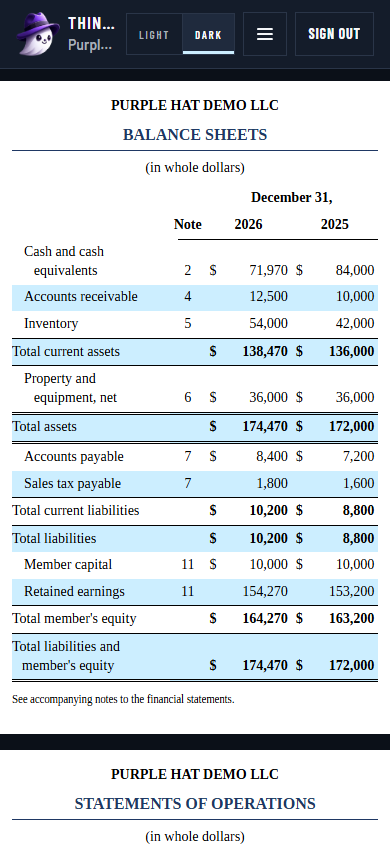 THIN...
Purpl...
LIGHT DARK
SIGN OUT
PURPLE HAT DEMO LLC
BALANCE SHEETS
(in whole dollars)
December 31,
Note 2026 2025
Cash and cash
equivalents 2 $ 71,970 $ 84,000
Accounts receivable 4 12,500 10,000
Inventory 5 54,000 42,000
Total current assets $ 138,470 $ 136,000
Property and
equipment, net 6 $ 36,000 $ 36,000
Total assets $ 174,470 $ 172,000
Accounts payable 7 $ 8,400 $ 7,200
Sales tax payable 7 1,800 1,600
Total current liabilities $ 10,200 $ 8,800
Total liabilities $ 10,200 $ 8,800
Member capital 11 $ 10,000 $ 10,000
Retained earnings 11 154,270 153,200
Total member's equity $ 164,270 $ 163,200
Total liabilities and
member's equity $ 174,470 $ 172,000
See accompanying notes to the financial statements.
PURPLE HAT DEMO LLC
STATEMENTS OF OPERATIONS
(in whole dollars)